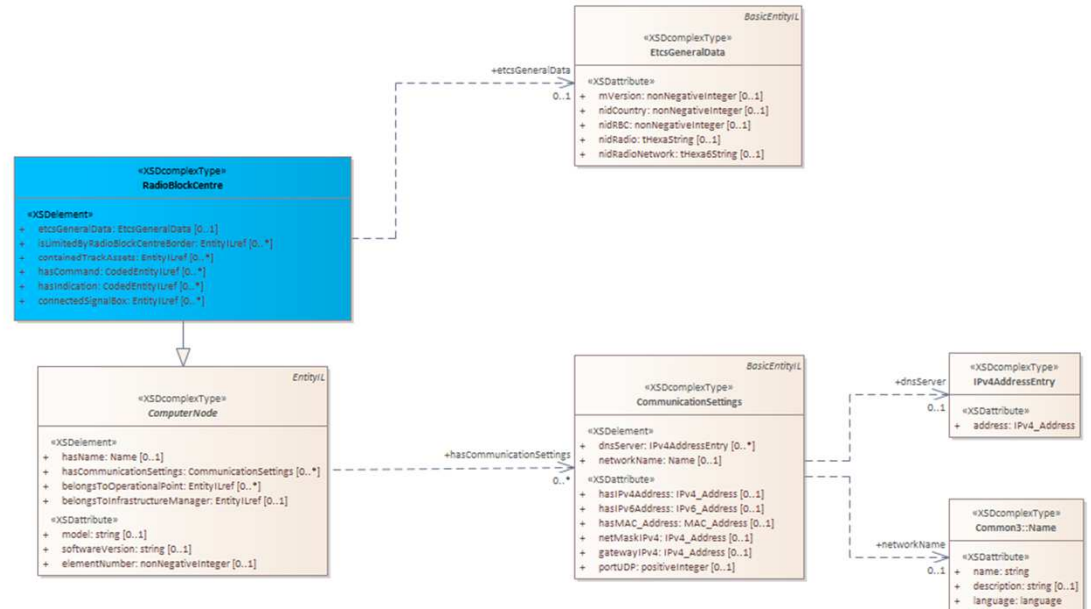 BasicEntityIL
«XSDcomplexType»
EtcsGeneralData
«XSDattribute»
+ mVersion: nonNegativeInteger [0..1]
+ nidCountry: nonNegativeInteger [0..1]
+ nidRBC: nonNegativeInteger [0..1]
+ nidRadio: tHexaString [0..1]
+ nidRadioNetwork: tHexa6String [0..1]
+etcsGeneralData
0..1
«XSDcomplexType»
RadioBlockCentre
«XSDelement»
+ etcsGeneralData: EtcsGeneralData [0..1]
+ isLimitedByRadioBlockCentreBorder: EntityILref [0..*]
+ containedTrackAssets: EntityILref [0..*]
+ hasCommand: CodedEntityILref [0..*]
+ hasIndication: CodedEntityILref [0..*]
+ connectedSignalBox: EntityILref [0..*]
EntityIL
«XSDcomplexType»
ComputerNode
«XSDelement»
+ hasName: Name [0..1]
+ hasCommunicationSettings: CommunicationSettings [0..*]
+ belongsToOperationalPoint: EntityILref [0..*]
+ belongsToInfrastructureManager: EntityILref [0..1]
«XSDattribute»
+ model: string [0..1]
+ softwareVersion: string [0..1]
+ elementNumber: nonNegativeInteger [0..1]
+hasCommunicationSettings
0..*
BasicEntityIL
«XSDcomplexType»
CommunicationSettings
«XSDelement»
+ dnsServer: IPv4AddressEntry [0..*]
+ networkName: Name [0..1]
«XSDattribute»
+ hasIPv4Address: IPv4_Address [0..1]
+ hasIPv6Address: IPv6_Address [0..1]
+ hasMAC_Address: MAC_Address [0..1]
+ netMaskIPv4: IPv4_Address [0..1]
+ gatewayIPv4: IPv4_Address [0..1]
+ portUDP: positiveInteger [0..1]
+dnsServer
0..1
«XSDcomplexType»
IPv4AddressEntry
«XSDattribute»
+ address: IPv4_Address
+networkName
0..1
«XSDcomplexType»
Common3::Name
«XSDattribute»
+ name: string
+ description: string [0..1]
+ language: language